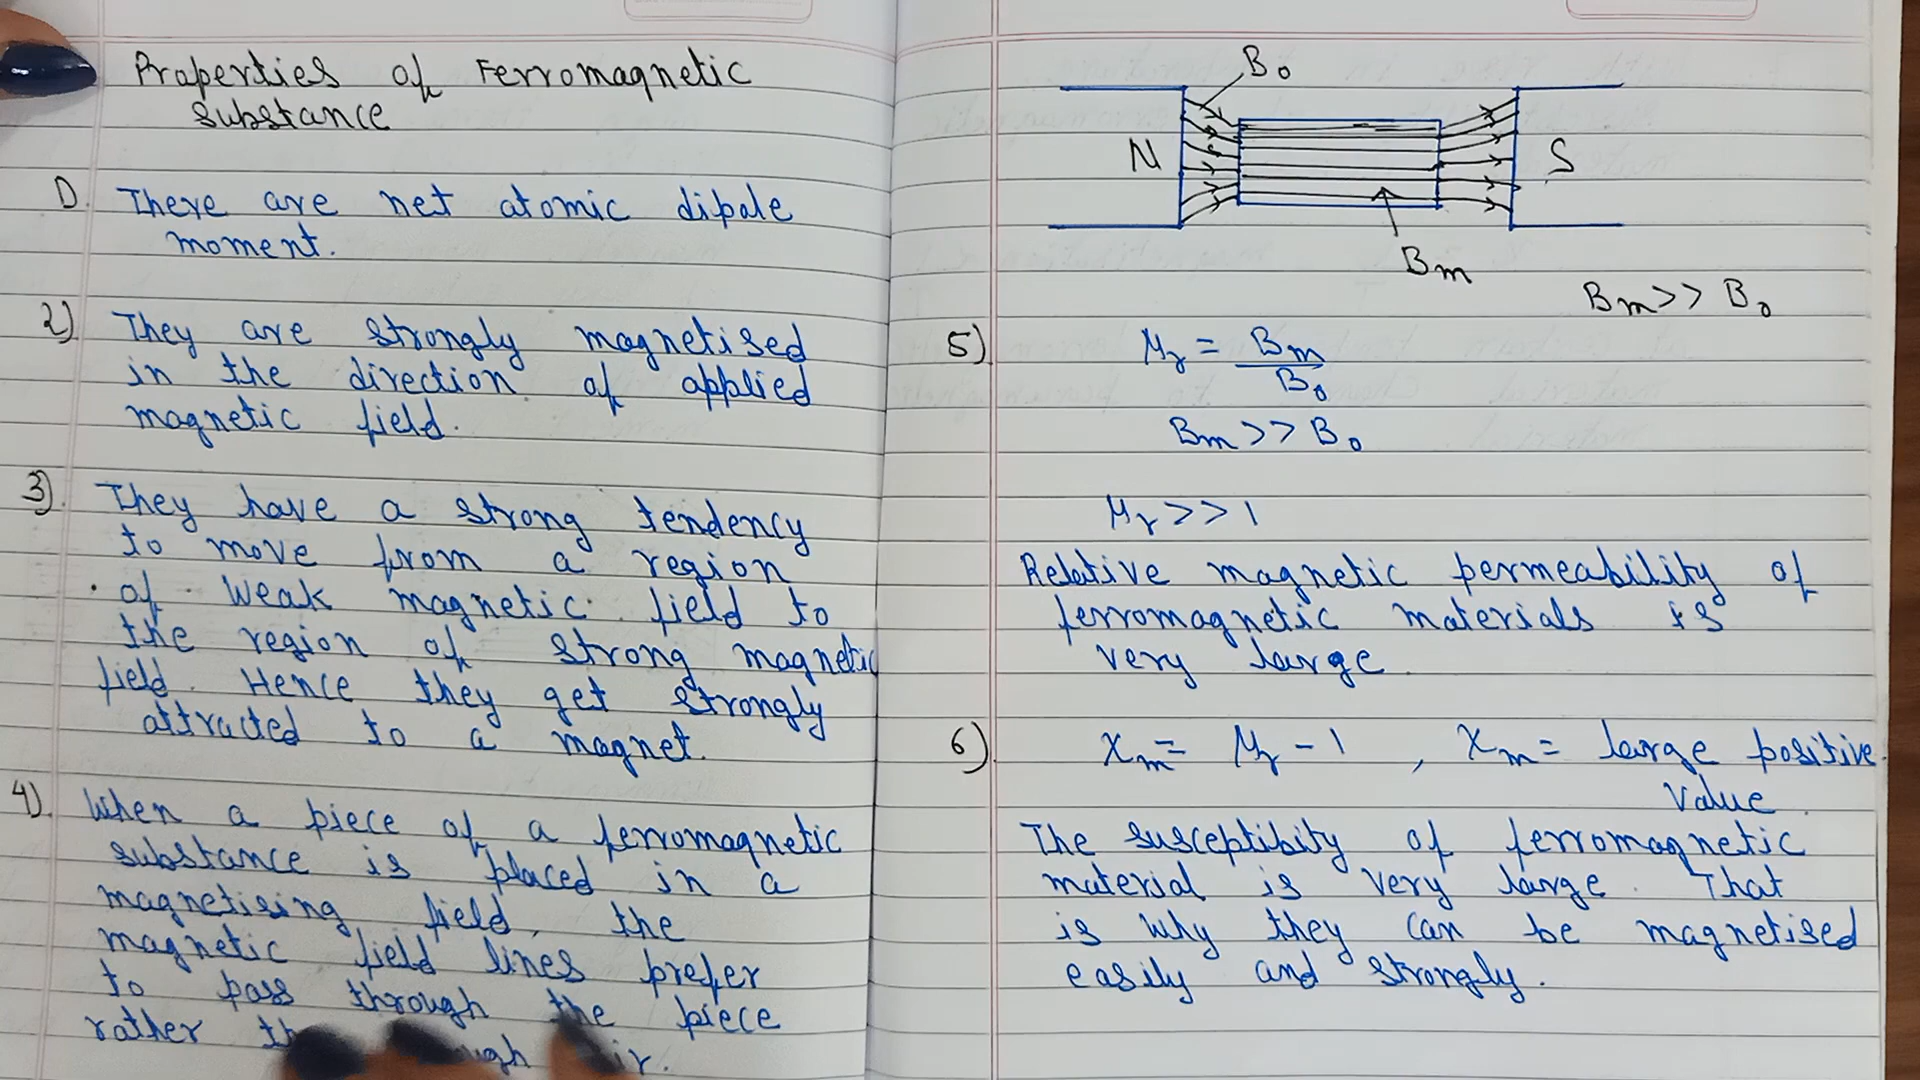 Properties of Ferromagnetic
substance
1). There are net atomic dipole
moment.
2) They are strongly magnetised
in the direction of applied
magnetic field.
3). They have a strong tendency
to move from a region
of weak magnetic field to
the region of strong magnetic
field. Hence they get strongly
attracted to a magnet.
4). When a piece of a ferromagnetic
substance is placed in a
magnetising field, the
magnetic field lines prefer
to pass through the piece
rather
B₀
N
S
Bm
Bm >> B₀
5) μr = Bm/B₀
Bm >> B₀
μr >> 1
Relative magnetic permeability of
ferromagnetic materials is
very large.
6) χm = μr - 1 , χm = large positive
value.
The susceptibity of ferromagnetic
material is very large. That
is why they can be magnetised
easily and strongly.